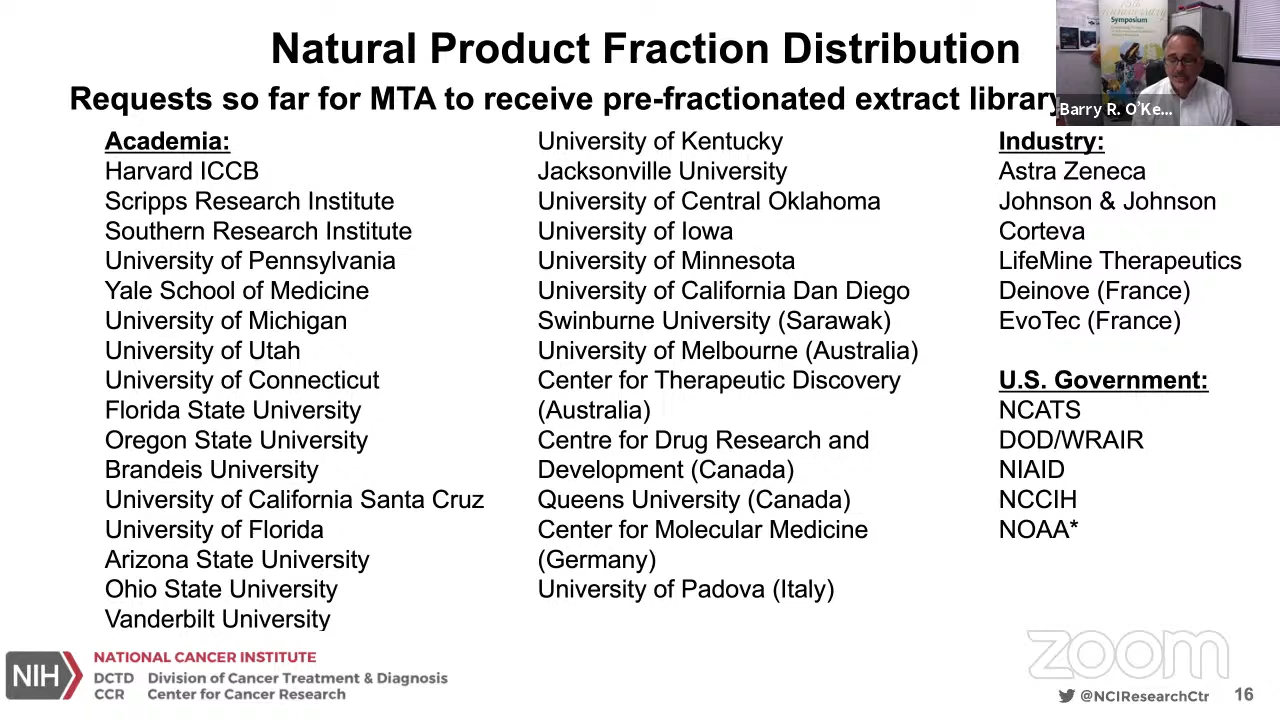 Natural Product Fraction Distribution
Requests so far for MTA to receive pre-fractionated extract library
Symposium
Barry R. O'Ke...
Academia:
Harvard ICCB
Scripps Research Institute
Southern Research Institute
University of Pennsylvania
Yale School of Medicine
University of Michigan
University of Utah
University of Connecticut
Florida State University
Oregon State University
Brandeis University
University of California Santa Cruz
University of Florida
Arizona State University
Ohio State University
Vanderbilt University
University of Kentucky
Jacksonville University
University of Central Oklahoma
University of Iowa
University of Minnesota
University of California Dan Diego
Swinburne University (Sarawak)
University of Melbourne (Australia)
Center for Therapeutic Discovery
(Australia)
Centre for Drug Research and
Development (Canada)
Queens University (Canada)
Center for Molecular Medicine
(Germany)
University of Padova (Italy)
Industry:
Astra Zeneca
Johnson & Johnson
Corteva
LifeMine Therapeutics
Deinove (France)
EvoTec (France)
U.S. Government:
NCATS
DOD/WRAIR
NIAID
NCCIH
NOAA*
NIH
NATIONAL CANCER INSTITUTE
DCTD Division of Cancer Treatment & Diagnosis
CCR Center for Cancer Research
zoom
@NCIResearchCtr 16